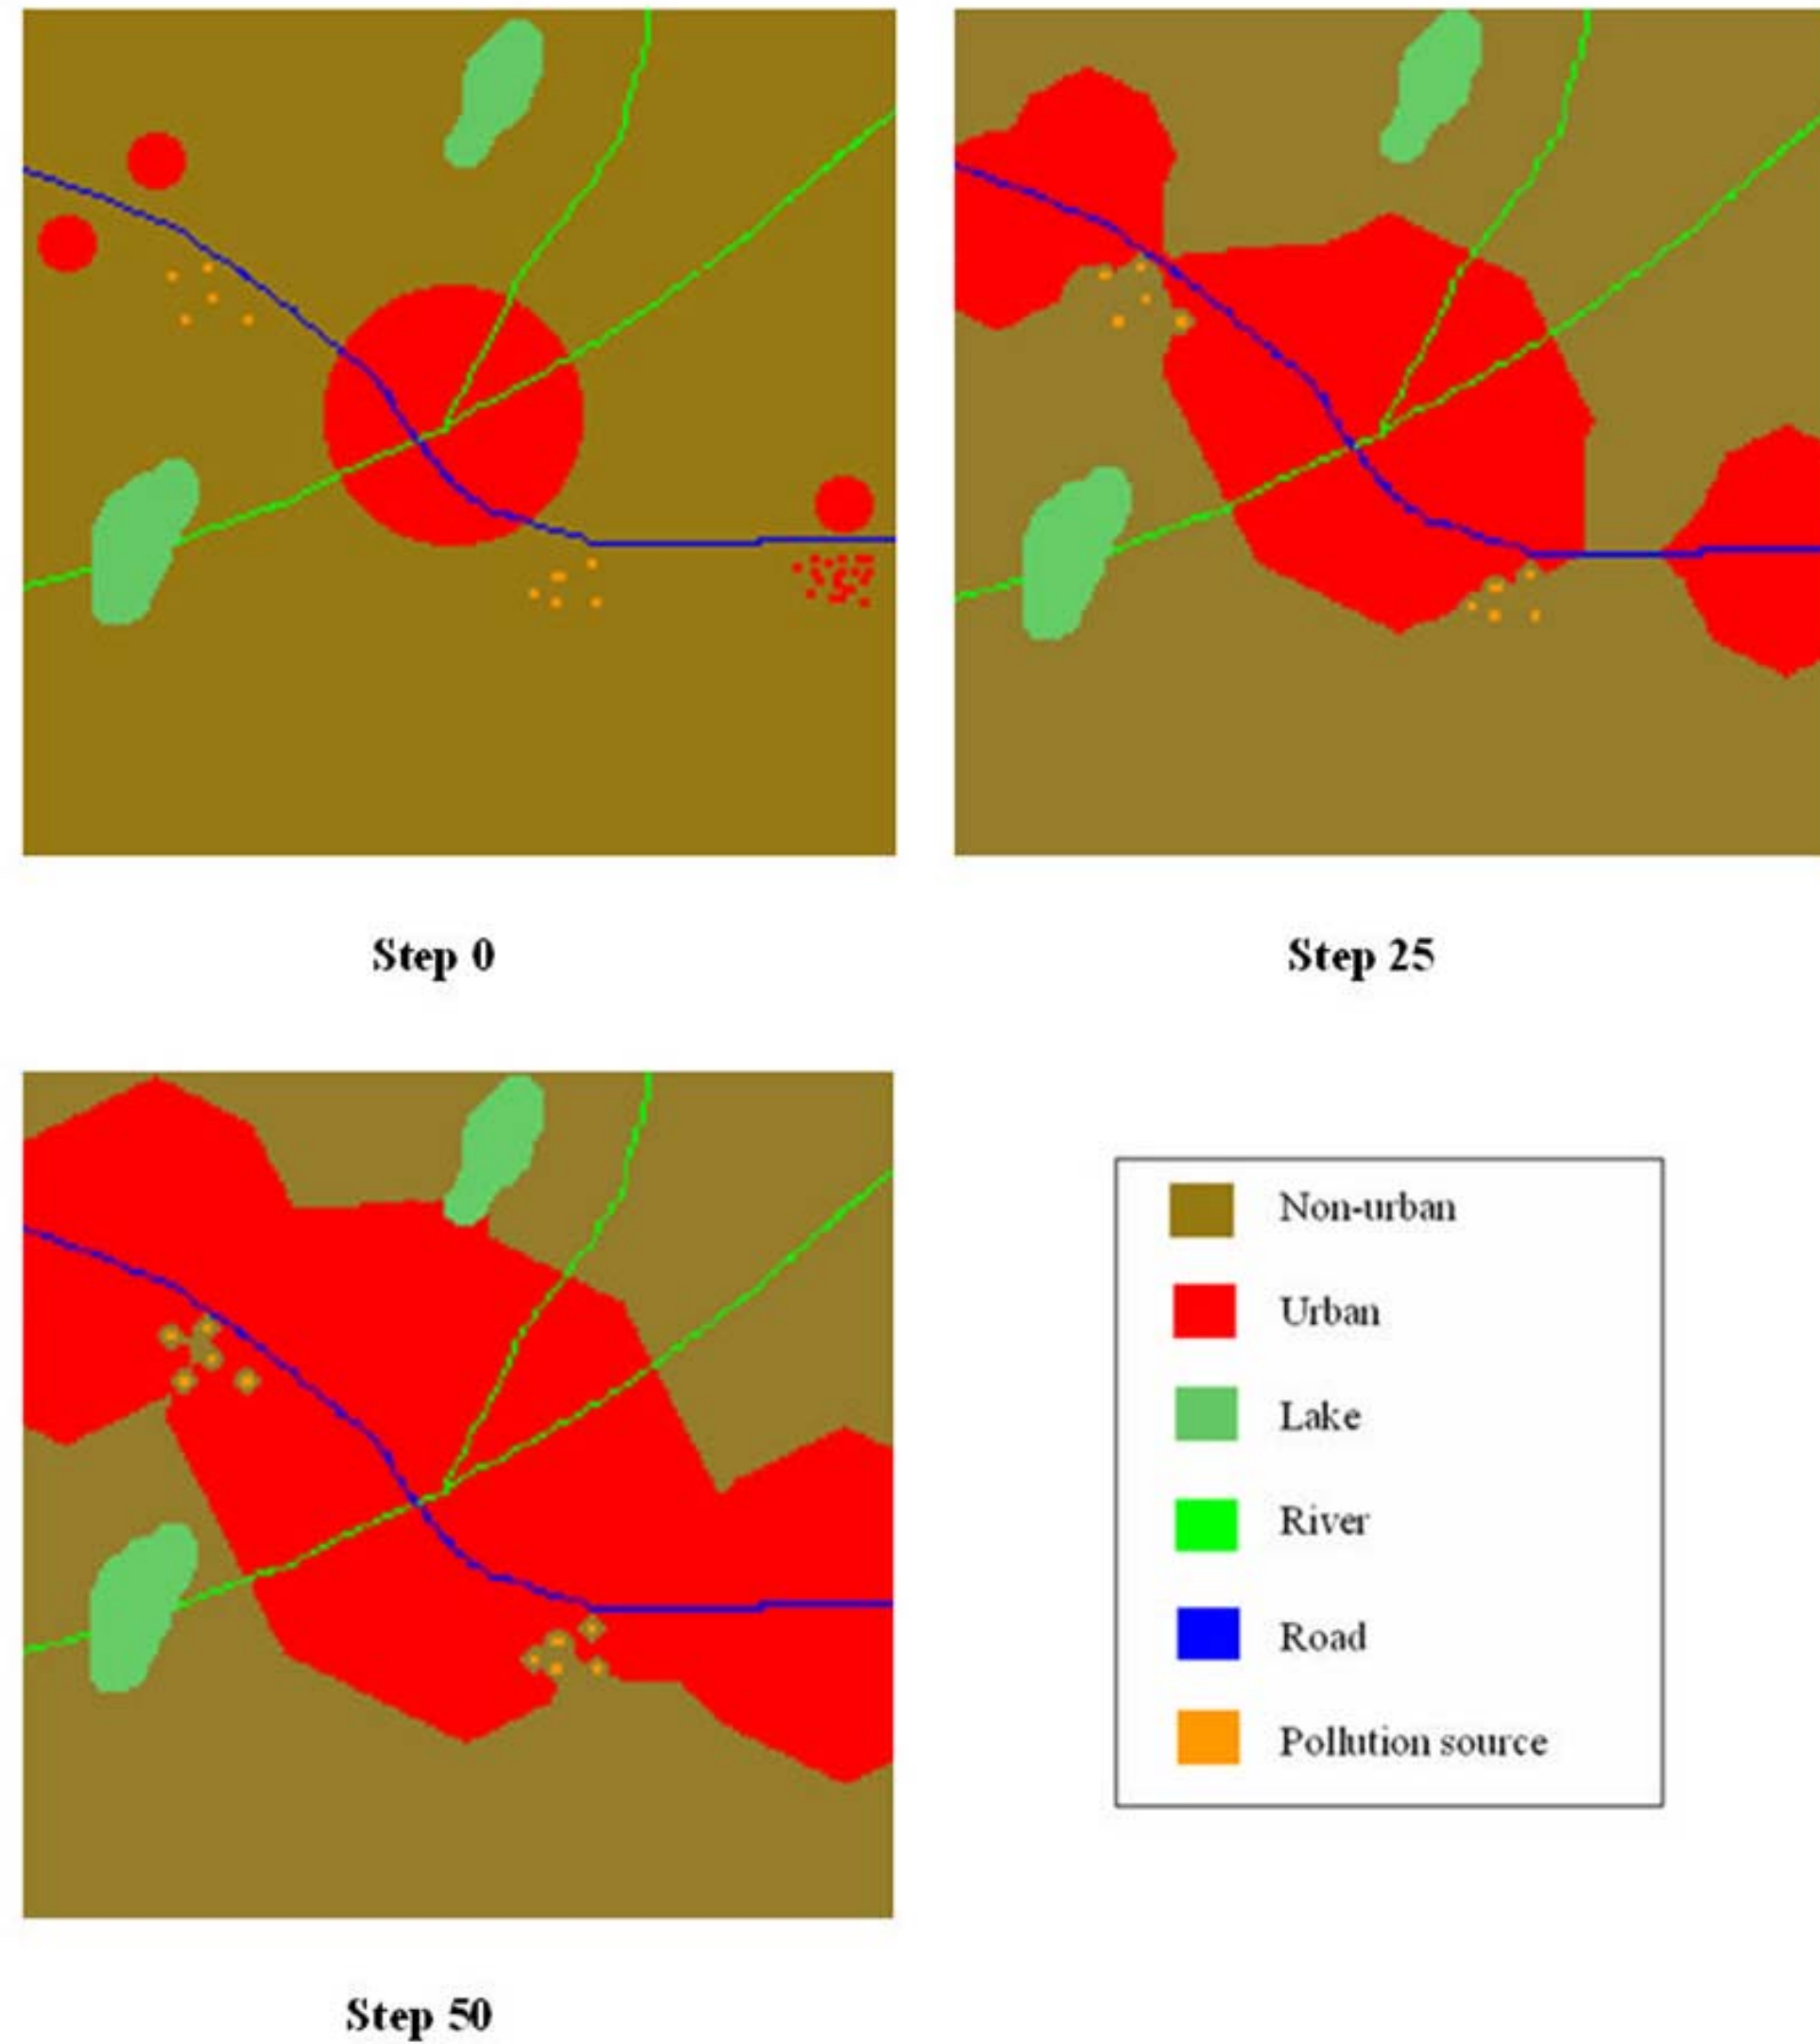 Step 0
Step 25
Non-urban
Urban
Lake
River
Road
Pollution source
Step 50